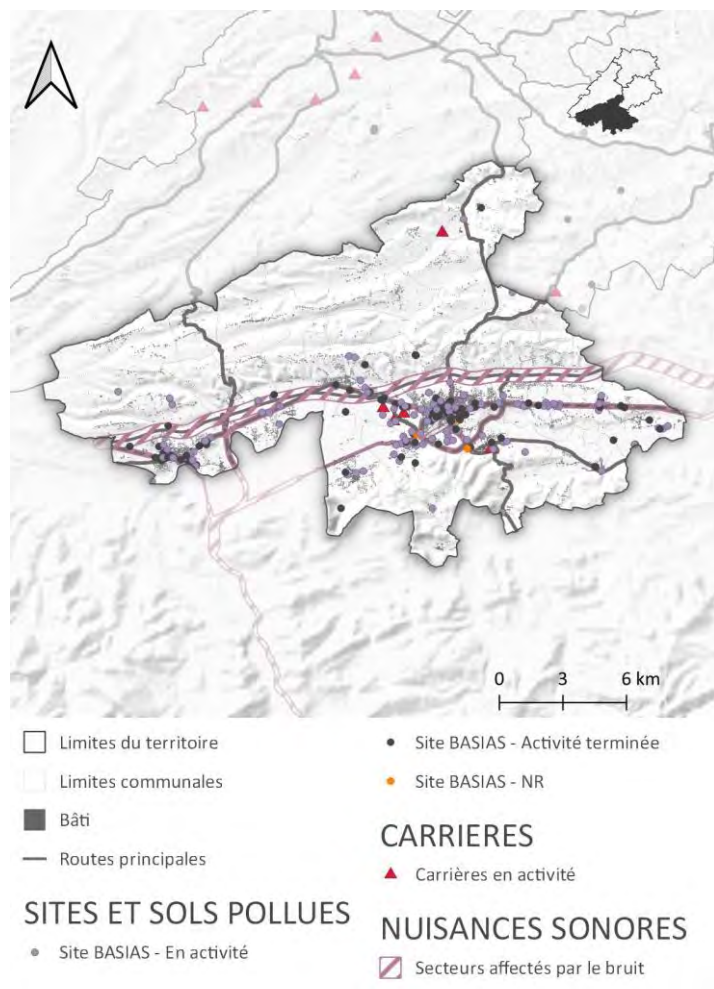 0 3 6 km
Limites du territoire
Limites communales
Bâti
Routes principales
SITES ET SOLS POLLUES
Site BASIAS - En activité
Site BASIAS - Activité terminée
Site BASIAS - NR
CARRIERES
Carrières en activité
NUISANCES SONORES
Secteurs affectés par le bruit